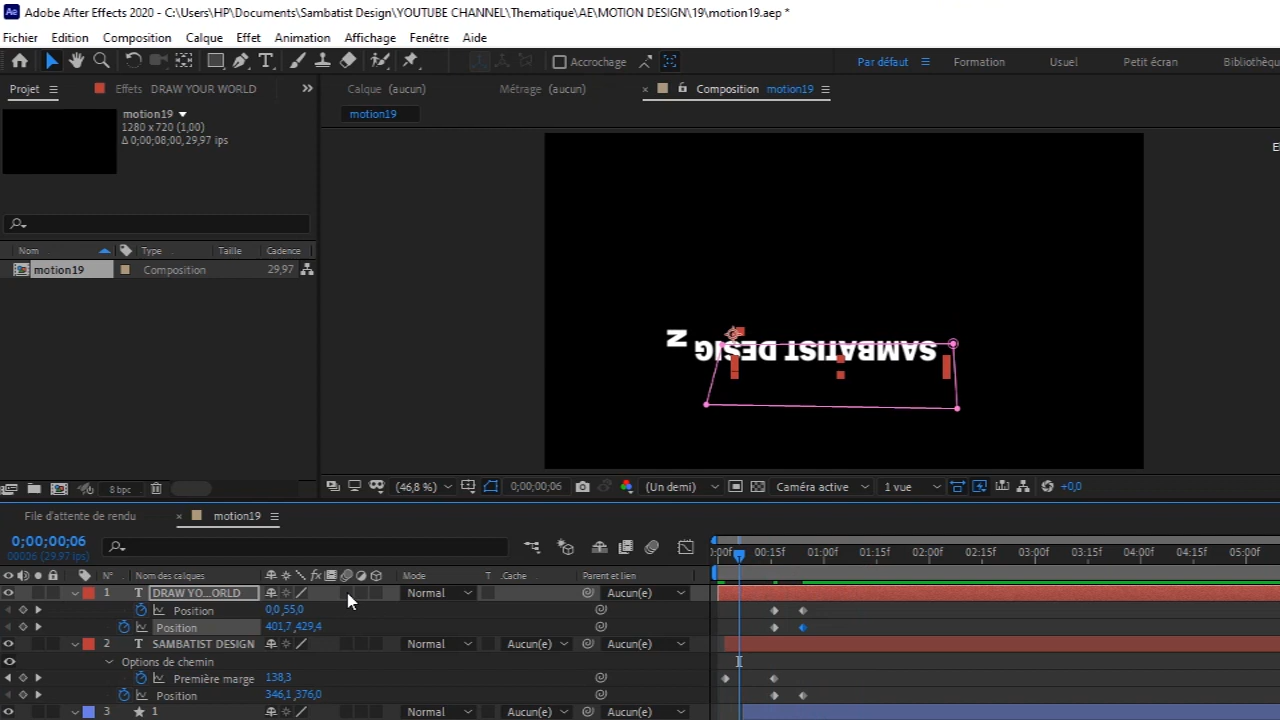 Adobe After Effects 2020 - C:\Users\HP\Documents\Sambatist Design\YOUTUBE CHANNEL\Thematique\AE\MOTION DESIGN\19\motion19.aep *
Fichier Edition Composition Calque Effet Animation Affichage Fenêtre Aide
Accrochage Par défaut Formation Usuel Petit écran Bibliothèqu
Projet Effets DRAW YOUR WORLD Calque (aucun) Métrage (aucun) Composition motion19
motion19
motion19
1280 x 720 (1,00)
Δ 0;00;08;00, 29,97 ips
Nom Type Taille Cadence
motion19 Composition 29,97
SAMBATIST DESIGN
8 bpc (46,8 %) 0;00;00;06 (Un demi) Caméra active 1 vue +0,0
File d'attente de rendu motion19
0;00;00;06
00006 (29.97 ips)
:00f 00:15f 01:00f 01:15f 02:00f 02:15f 03:00f 03:15f 04:00f 04:15f 05:00f
N° Nom des calques Mode T .Cache Parent et lien
1 T DRAW YO...ORLD Normal Aucun(e)
Position 0,0,55,0
Position 401,7,429,4
2 T SAMBATIST DESIGN Normal Aucun(e) Aucun(e)
Options de chemin
Première marge 138,3
Position 346,1,376,0
3 1 Normal Aucun(e) Aucun(e)